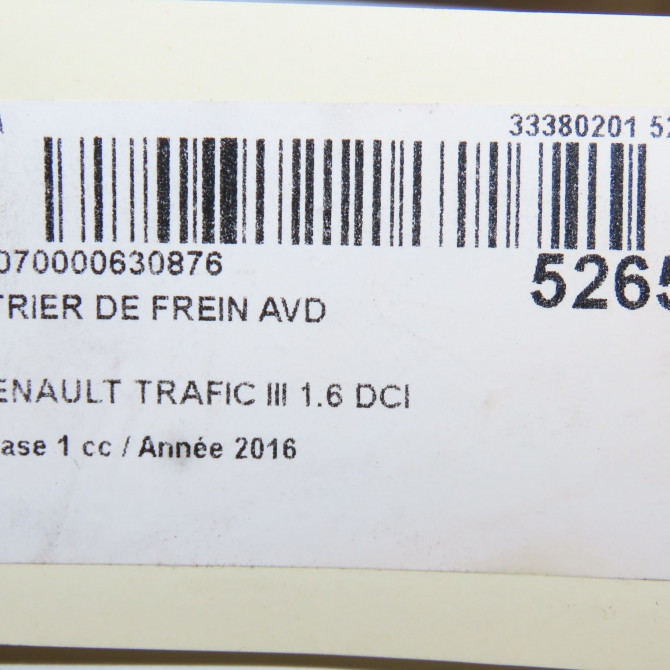 33380201 52
070000630876
5265
TRIER DE FREIN AVD
ENAULT TRAFIC III 1.6 DCI
ase 1 cc / Année 2016